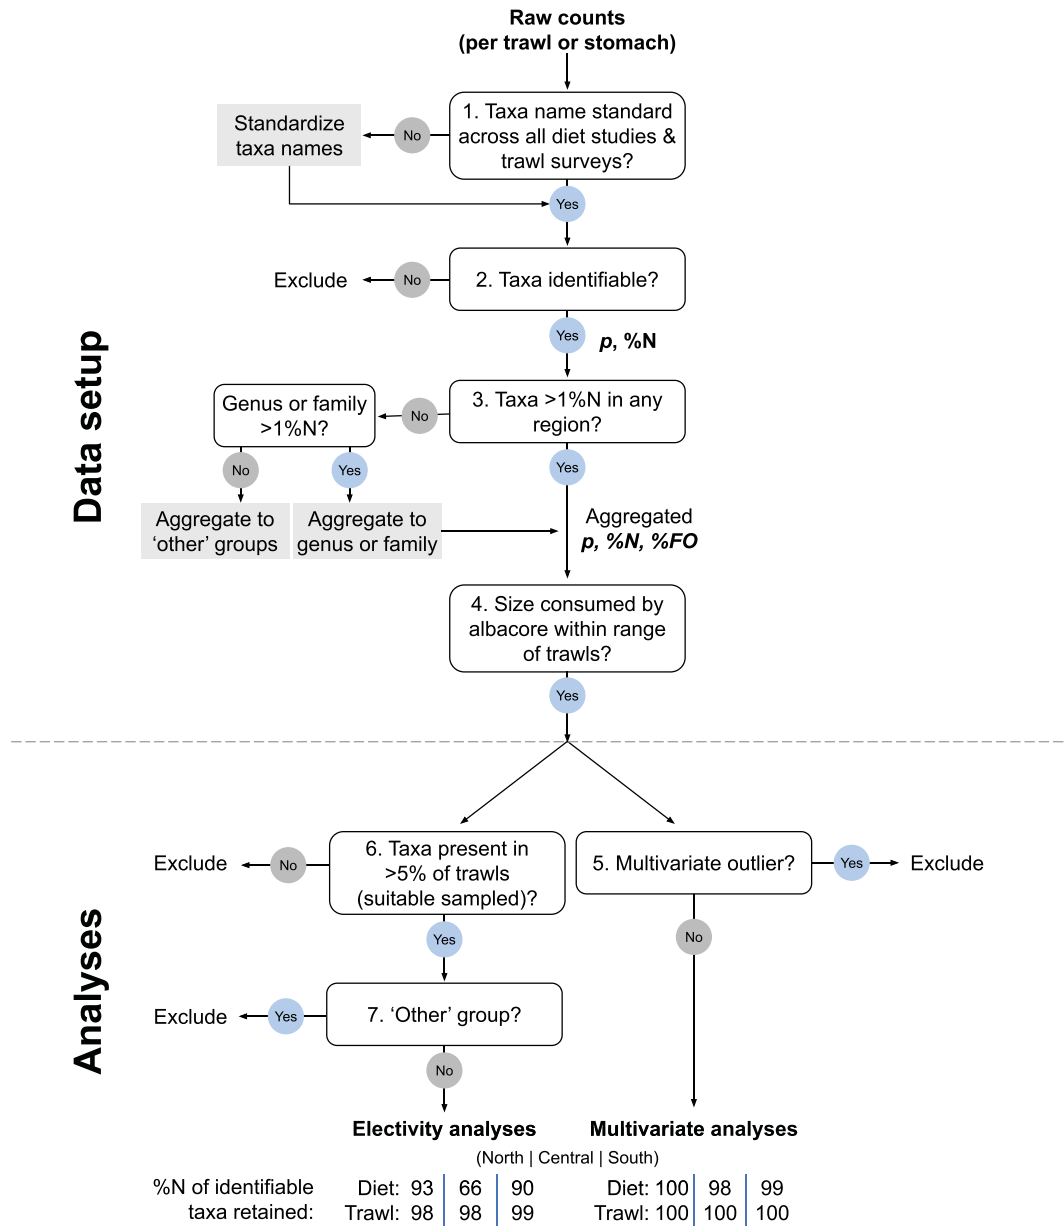 Raw counts
(per trawl or stomach)
1. Taxa name standard
across all diet studies &
trawl surveys?
No
Standardize
taxa names
Yes
2. Taxa identifiable?
No
Exclude
Yes
p, %N
3. Taxa >1%N in any
region?
No
Genus or family
>1%N?
No
Yes
Yes
Aggregate to
‘other’ groups
Aggregate to
genus or family
Aggregated
p, %N, %FO
4. Size consumed by
albacore within range
of trawls?
Yes
Data setup
6. Taxa present in
>5% of trawls
(suitable sampled)?
No
Exclude
Yes
5. Multivariate outlier?
Yes
Exclude
No
7. ‘Other’ group?
Yes
Exclude
No
Analyses
Electivity analyses
Multivariate analyses
(North | Central | South)
%N of identifiable
taxa retained:
Diet: 93 66 90
Trawl: 98 98 99
Diet: 100 98 99
Trawl: 100 100 100